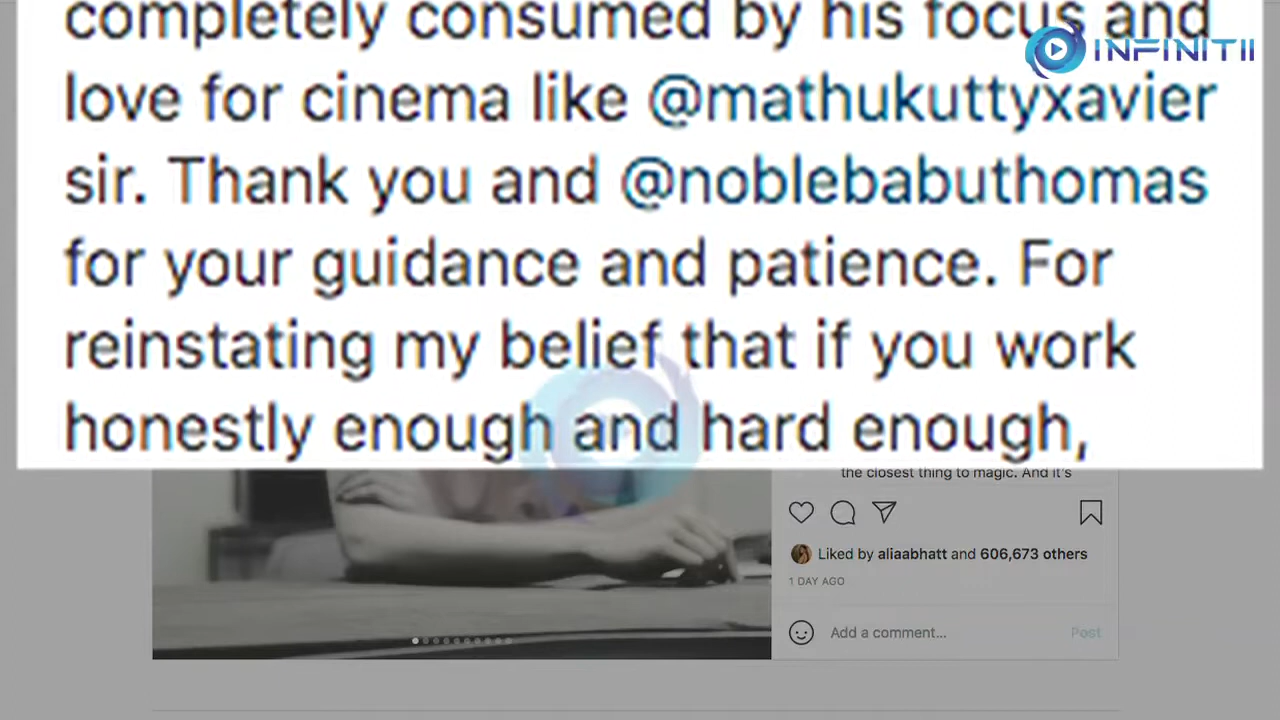 completely consumed by his focus and
INFINITII
love for cinema like @mathukuttyxavier
sir. Thank you and @noblebabuthomas
for your guidance and patience. For
reinstating my belief that if you work
honestly enough and hard enough,
the closest thing to magic. And it's
Liked by aliaabhatt and 606,673 others
1 DAY AGO
Add a comment...
Post